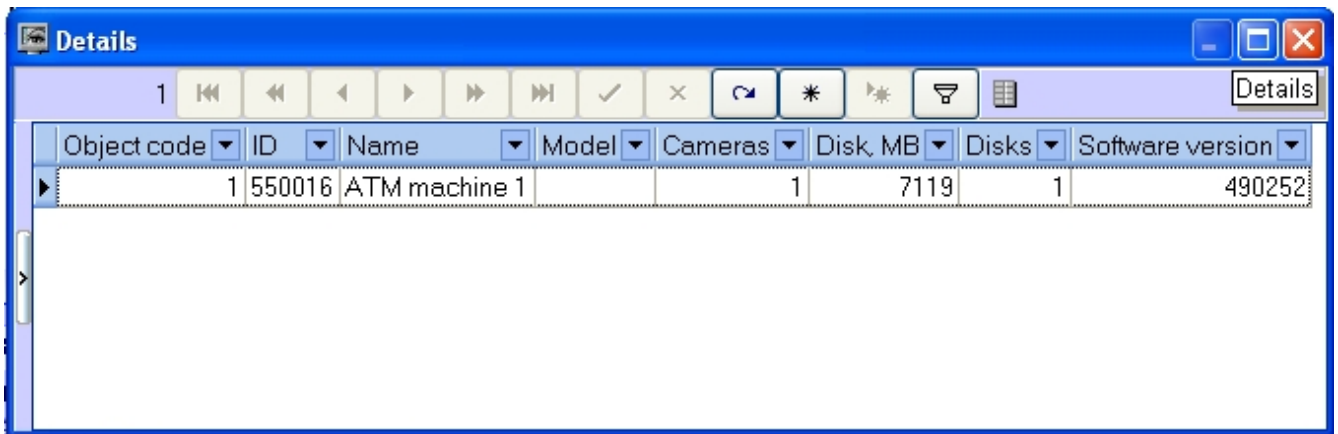 Details
1
Details
Object code ID Name Model Cameras Disk, MB Disks Software version
1 550016 ATM machine 1 1 7119 1 490252